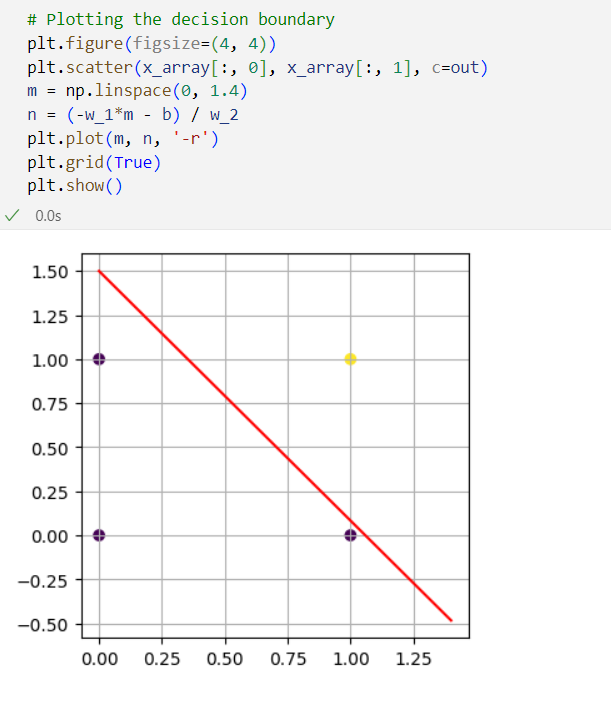 # Plotting the decision boundary
plt.figure(figsize=(4, 4))
plt.scatter(x_array[:, 0], x_array[:, 1], c=out)
m = np.linspace(0, 1.4)
n = (-w_1*m - b) / w_2
plt.plot(m, n, '-r')
plt.grid(True)
plt.show()
✓ 0.0s
1.50
1.25
1.00
0.75
0.50
0.25
0.00
−0.25
−0.50
0.00 0.25 0.50 0.75 1.00 1.25